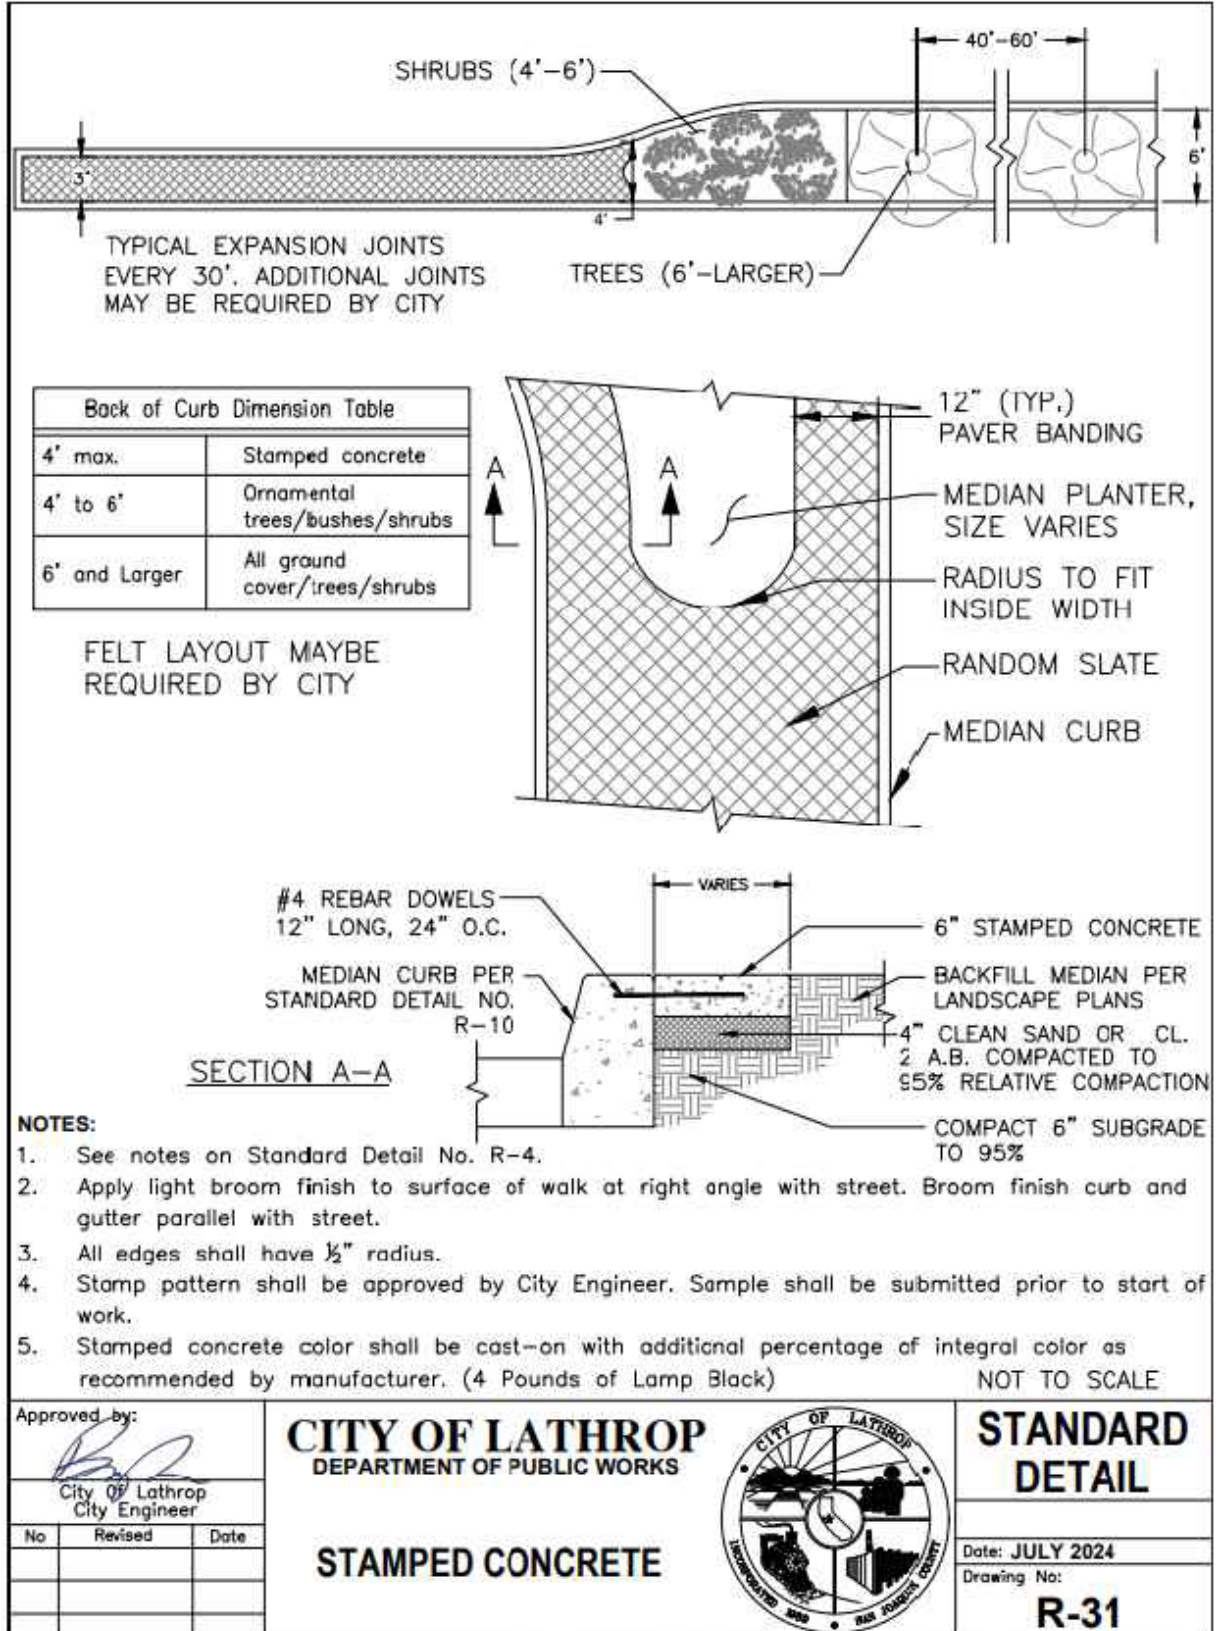 40'-60'
SHRUBS (4'-6')
3'
6'
4'
TYPICAL EXPANSION JOINTS
EVERY 30'. ADDITIONAL JOINTS
MAY BE REQUIRED BY CITY
TREES (6'-LARGER)
Back of Curb Dimension Table
4' max.
Stamped concrete
4' to 6'
Ornamental
trees/bushes/shrubs
6' and Larger
All ground
cover/trees/shrubs
FELT LAYOUT MAYBE
REQUIRED BY CITY
A
A
12" (TYP.)
PAVER BANDING
MEDIAN PLANTER,
SIZE VARIES
RADIUS TO FIT
INSIDE WIDTH
RANDOM SLATE
MEDIAN CURB
VARIES
#4 REBAR DOWELS
12" LONG, 24" O.C.
MEDIAN CURB PER
STANDARD DETAIL NO.
R-10
6" STAMPED CONCRETE
BACKFILL MEDIAN PER
LANDSCAPE PLANS
4" CLEAN SAND OR CL.
2 A.B. COMPACTED TO
95% RELATIVE COMPACTION
COMPACT 6" SUBGRADE
TO 95%
SECTION A-A
NOTES:
1. See notes on Standard Detail No. R-4.
2. Apply light broom finish to surface of walk at right angle with street. Broom finish curb and
gutter parallel with street.
3. All edges shall have ½" radius.
4. Stamp pattern shall be approved by City Engineer. Sample shall be submitted prior to start of
work.
5. Stamped concrete color shall be cast-on with additional percentage of integral color as
recommended by manufacturer. (4 Pounds of Lamp Black)
NOT TO SCALE
Approved by:
City Of Lathrop
City Engineer
No Revised Date
CITY OF LATHROP
DEPARTMENT OF PUBLIC WORKS
STAMPED CONCRETE
CITY OF LATHROP
INCORPORATED 1989
SAN JOAQUIN COUNTY
STANDARD
DETAIL
Date: JULY 2024
Drawing No:
R-31